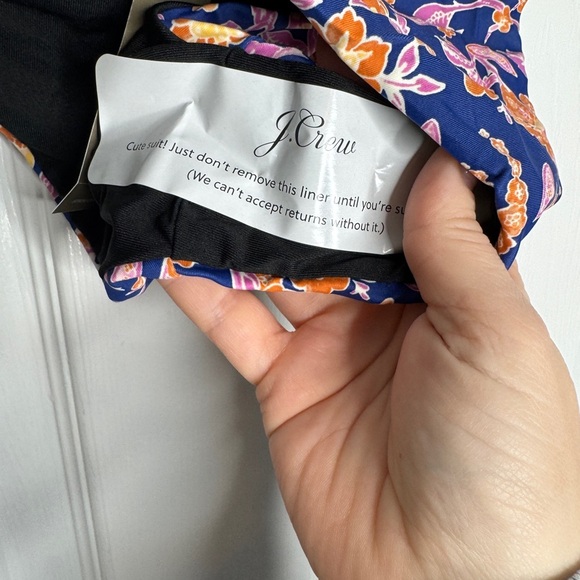 J.Crew
Cute suit! Just don't remove this liner until you're
(We can't accept returns without it.)